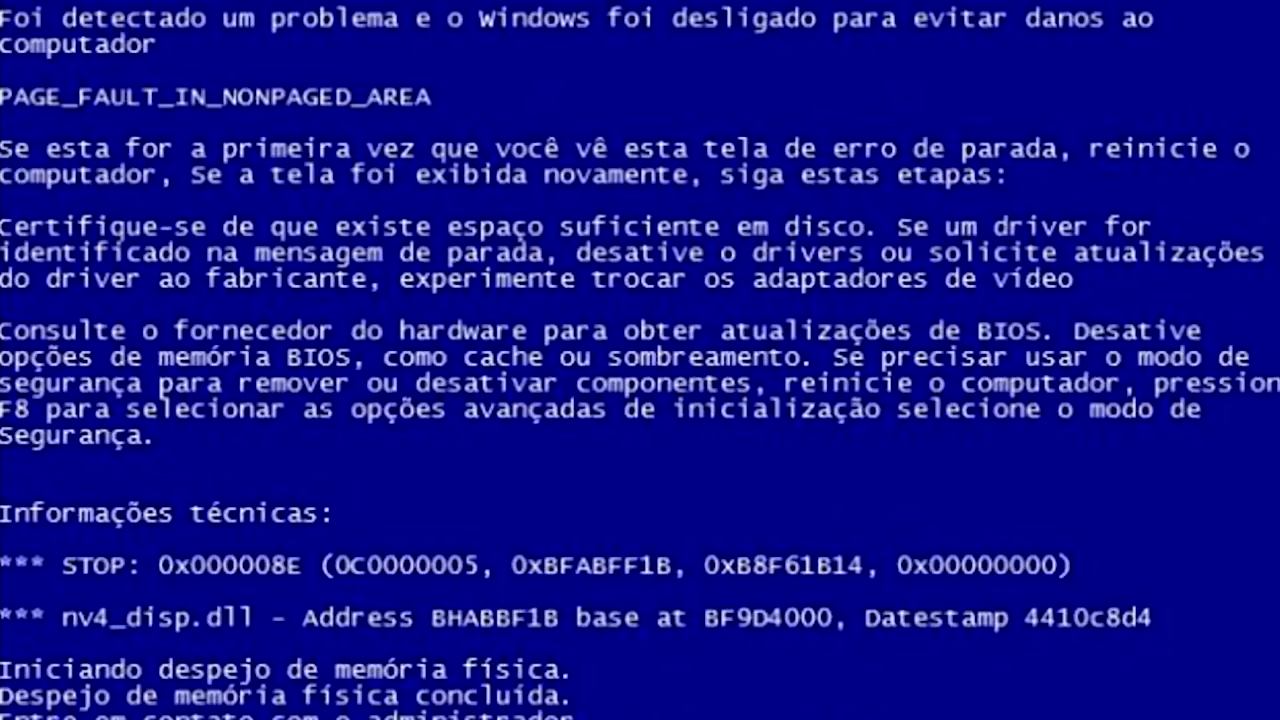 Foi detectado um problema e o Windows foi desligado para evitar danos ao
computador
PAGE_FAULT_IN_NONPAGED_AREA
Se esta for a primeira vez que você vê esta tela de erro de parada, reinicie o
computador, Se a tela foi exibida novamente, siga estas etapas:
Certifique-se de que existe espaço suficiente em disco. Se um driver for
identificado na mensagem de parada, desative o drivers ou solicite atualizações
do driver ao fabricante, experimente trocar os adaptadores de vídeo
Consulte o fornecedor do hardware para obter atualizações de BIOS. Desative
opções de memória BIOS, como cache ou sombreamento. Se precisar usar o modo de
segurança para remover ou desativar componentes, reinicie o computador, pression
F8 para selecionar as opções avançadas de inicialização selecione o modo de
Segurança.
Informações técnicas:
*** STOP: 0x000008E (0C0000005, 0xBFABFF1B, 0xB8F61B14, 0x00000000)
*** nv4_disp.dll - Address BHABBF1B base at BF9D4000, Datestamp 4410c8d4
Iniciando despejo de memória física.
Despejo de memória física concluída.
Entre em contato com o administrador